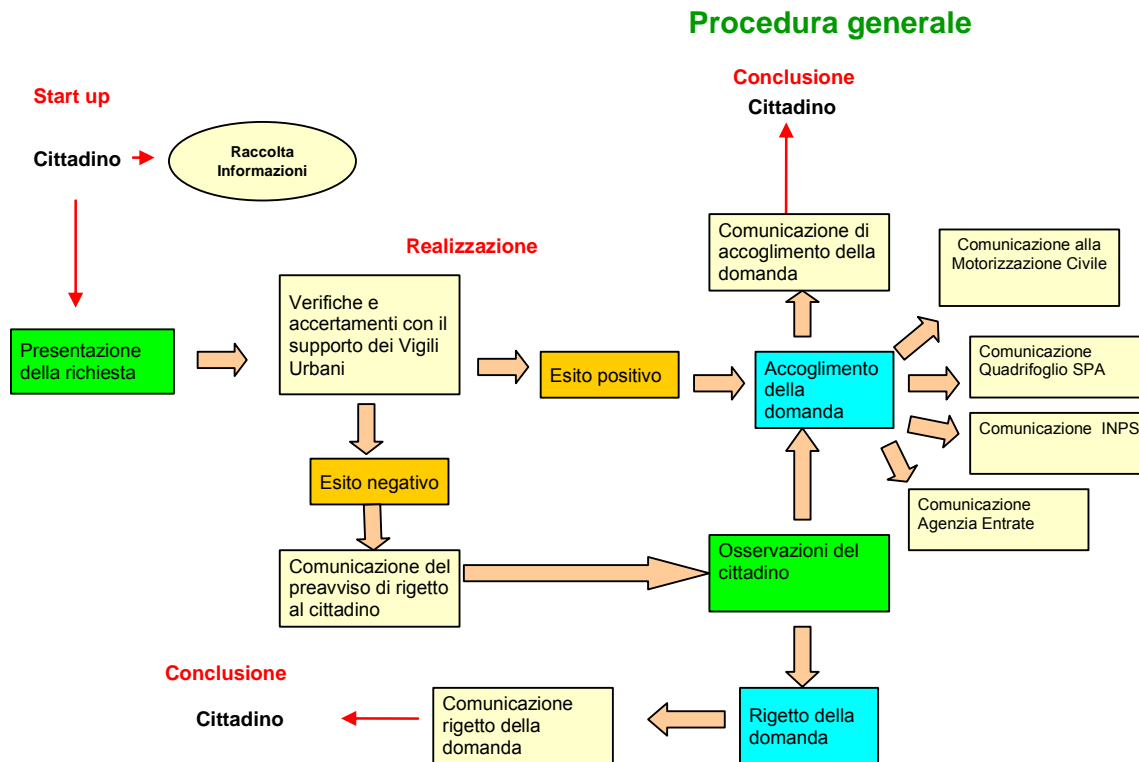 Procedura generale
Start up
Cittadino
Raccolta
Informazioni
Conclusione
Cittadino
Realizzazione
Comunicazione di
accoglimento della
domanda
Comunicazione alla
Motorizzazione Civile
Presentazione
della richiesta
Verifiche e
accertamenti con il
supporto dei Vigili
Urbani
Esito positivo
Accoglimento
della
domanda
Comunicazione
Quadrifoglio SPA
Comunicazione INPS
Comunicazione
Agenzia Entrate
Esito negativo
Comunicazione del
preavviso di rigetto
al cittadino
Osservazioni del
cittadino
Conclusione
Cittadino
Comunicazione
rigetto della
domanda
Rigetto della
domanda